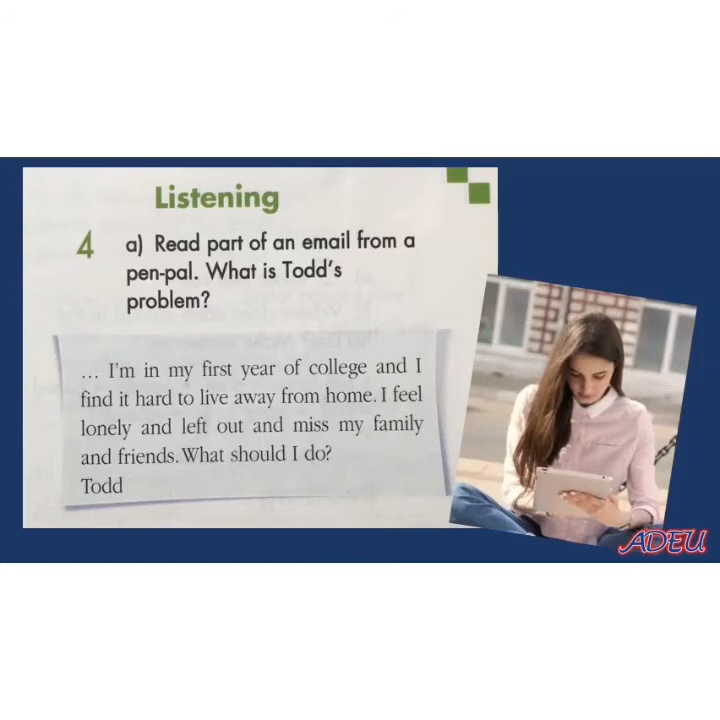 Listening
4 a) Read part of an email from a
pen-pal. What is Todd's
problem?
... I'm in my first year of college and I
find it hard to live away from home. I feel
lonely and left out and miss my family
and friends. What should I do?
Todd
ADEU